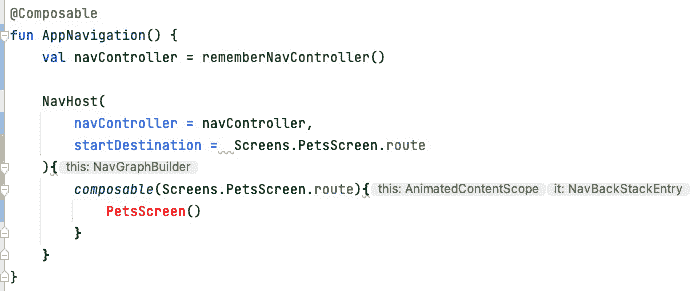 @Composable
fun AppNavigation() {
    val navController = rememberNavController()

    NavHost(
        navController = navController,
        startDestination =  Screens.PetsScreen.route
    ){ this: NavGraphBuilder
        composable(Screens.PetsScreen.route){ this: AnimatedContentScope it: NavBackStackEntry
            PetsScreen()
        }
    }
}